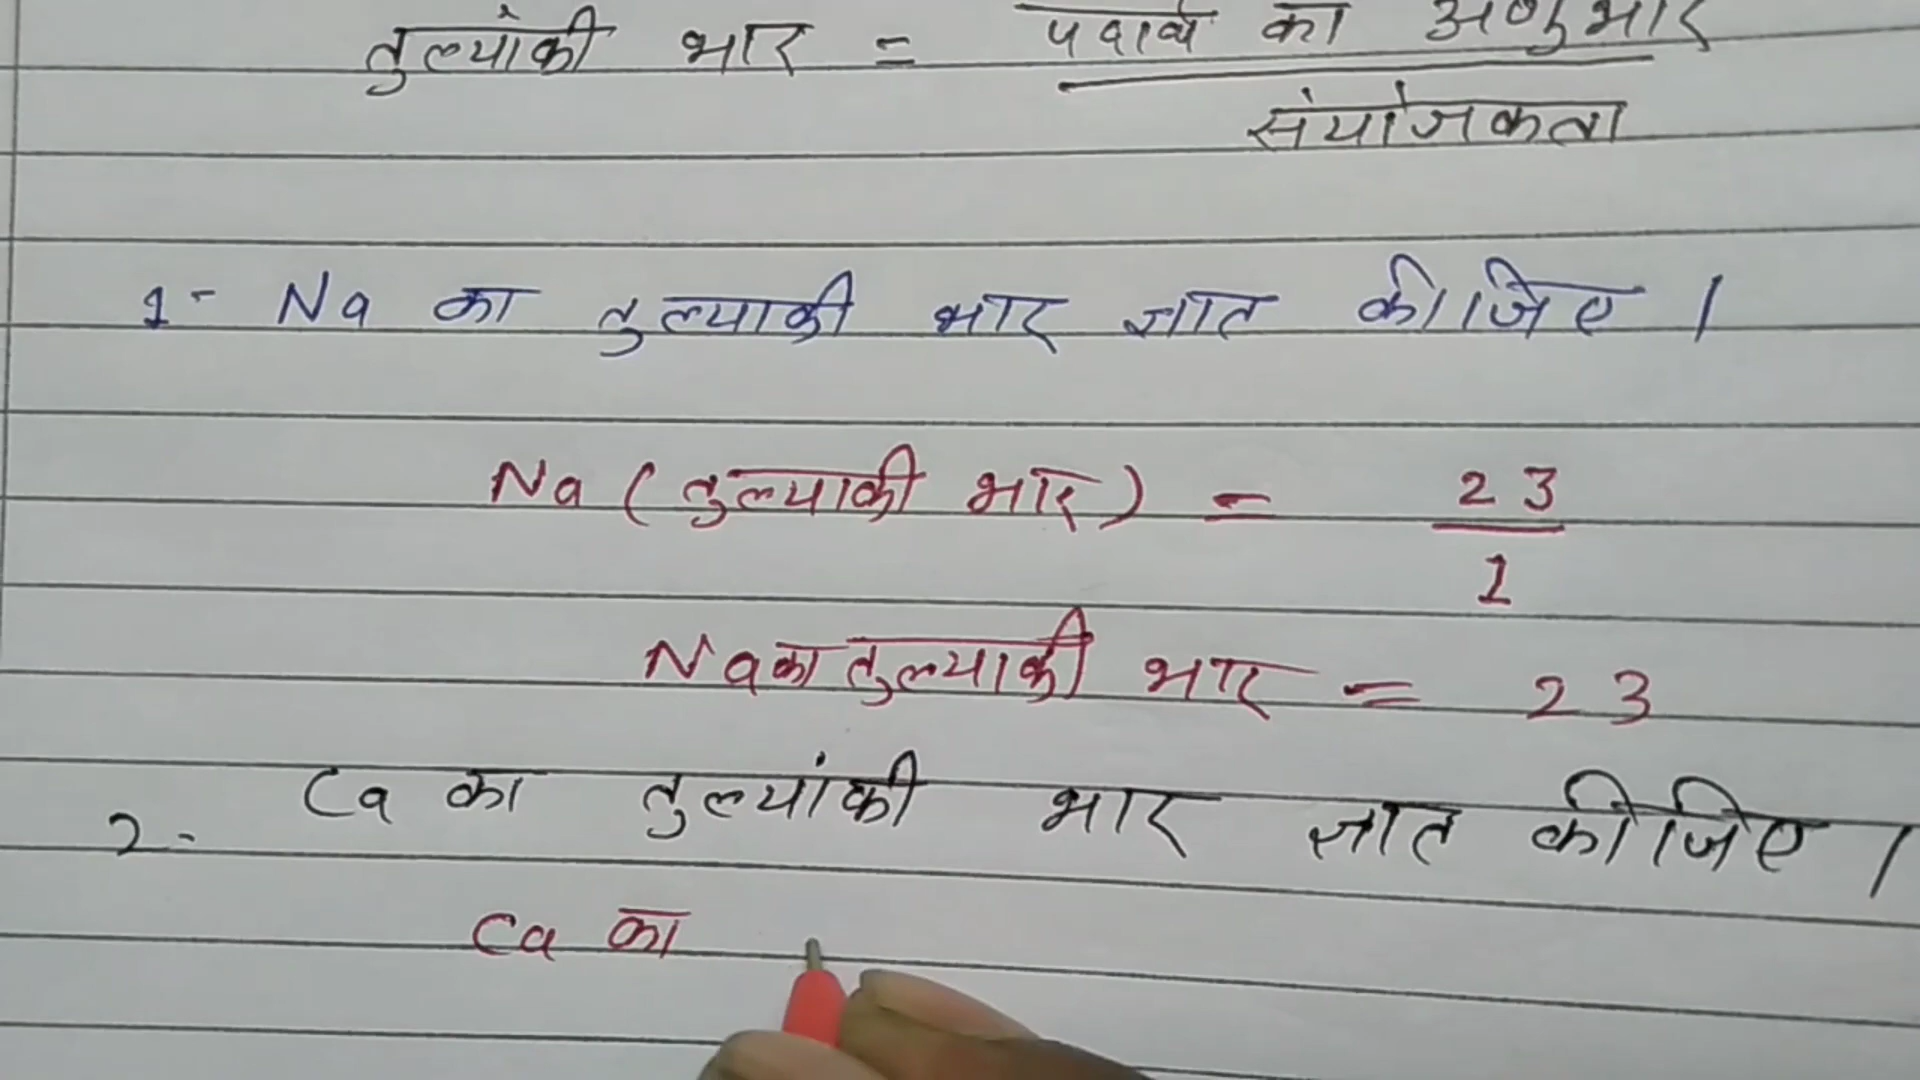 तुल्यांकी भार = पदार्थ का अणुभार
संयोजकता
1- Na का तुल्याकी भार ज्ञात कीजिए।
Na (तुल्याकी भार) = 23
1
Na का तुल्याकी भार = 23
2- Ca का तुल्यांकी भार ज्ञात कीजिए।
Ca का